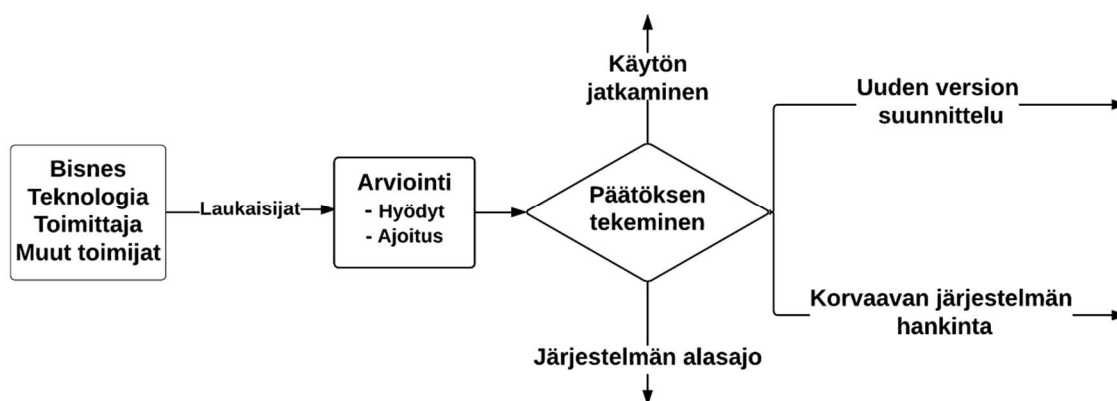 Bisnes
Teknologia
Toimittaja
Muut toimijat
Laukaisijat
Arviointi
- Hyödyt
- Ajoitus
Päätöksen
tekeminen
Käytön
jatkaminen
Järjestelmän alasajo
Uuden version
suunnittelu
Korvaavan järjestelmän
hankinta